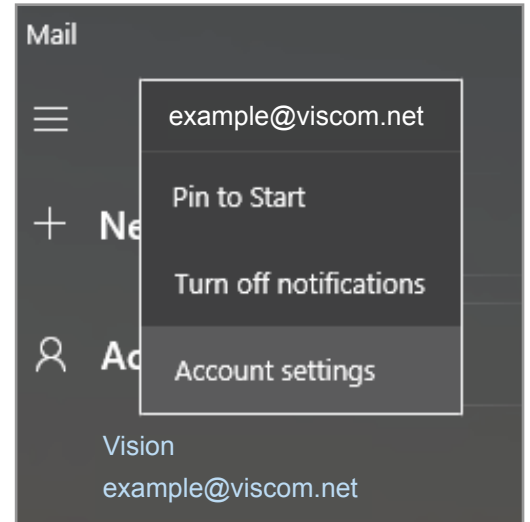 Mail
example@viscom.net
Pin to Start
Ne
Turn off notifications
Ac
Account settings
Vision
example@viscom.net